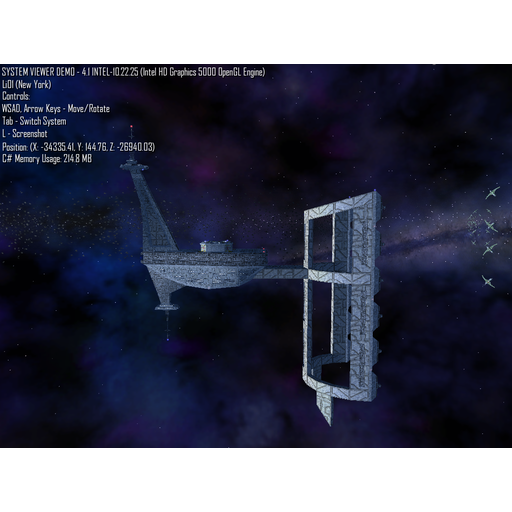 SYSTEM VIEWER DEMO - 4.1 INTEL-10.22.25 (Intel HD Graphics 5000 OpenGL Engine)
Li01 (New York)
Controls:
WSAD, Arrow Keys - Move/Rotate
Tab - Switch System
L - Screenshot
Position: (X: -34335.41, Y: 144.76, Z: -26940.03)
C# Memory Usage: 214.8 MB